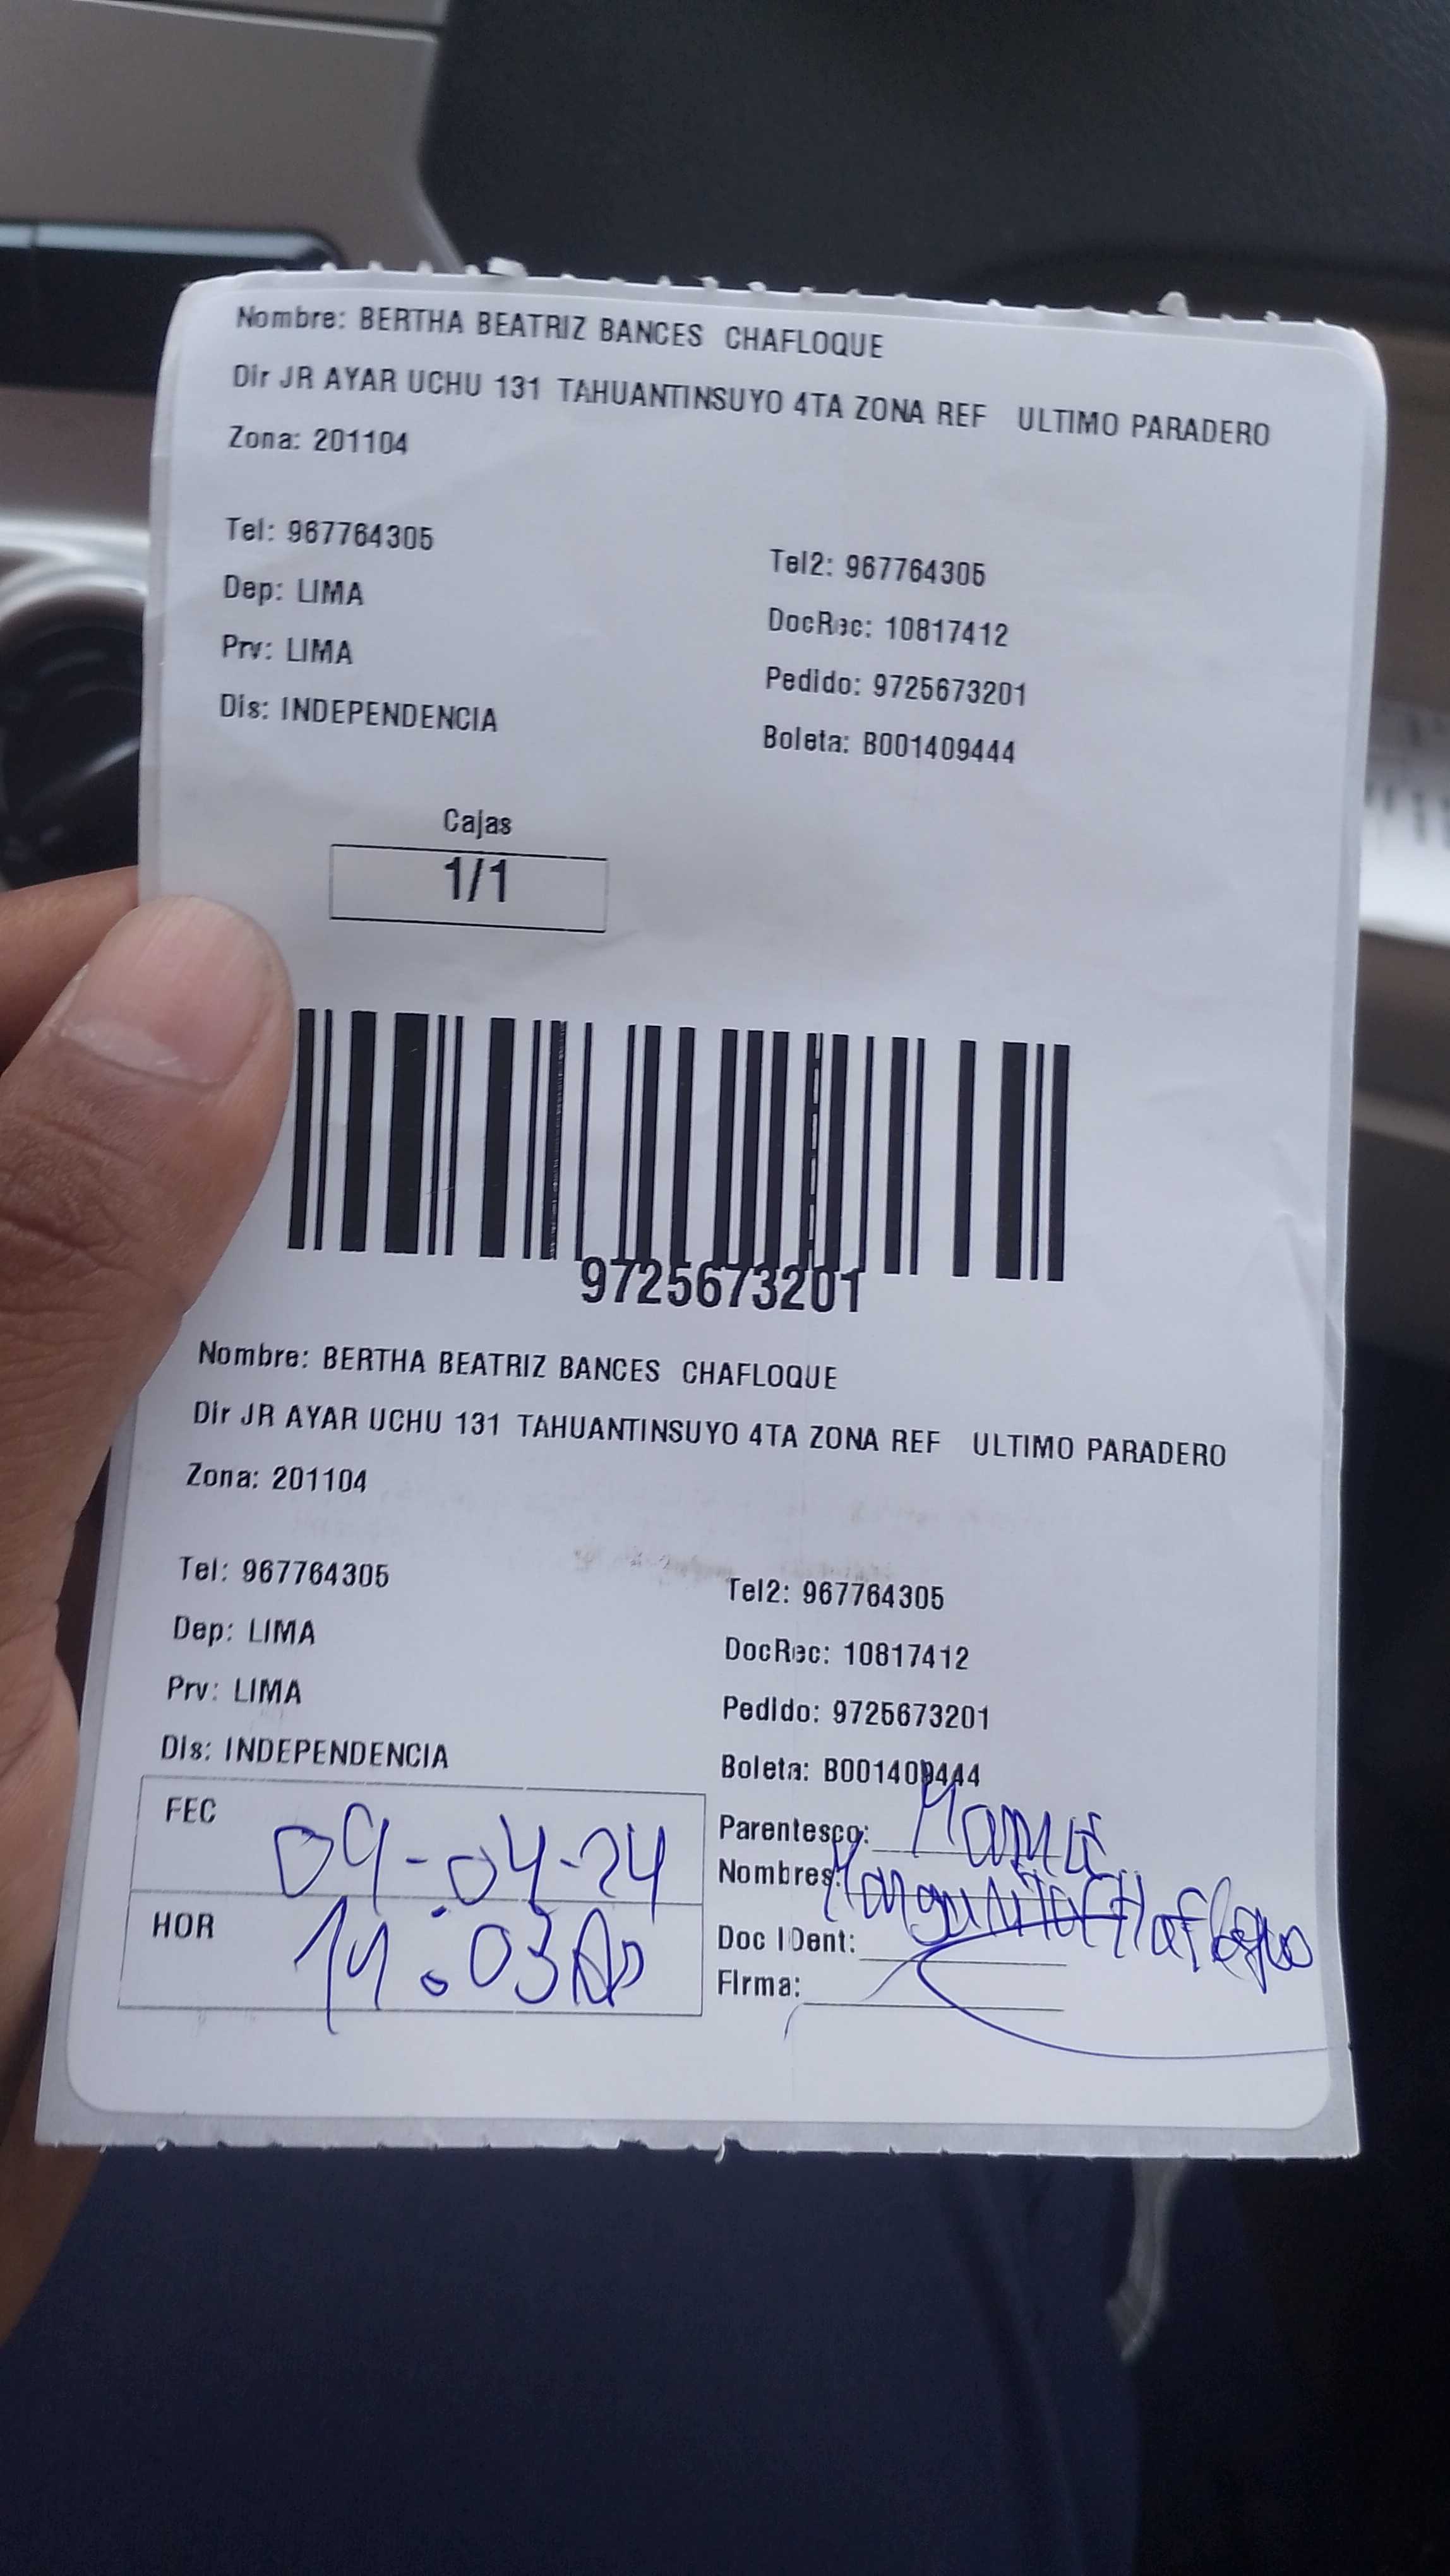 Nombre: BERTHA BEATRIZ BANCES CHAFLOQUE
Dir JR AYAR UCHU 131 TAHUANTINSUYO 4TA ZONA REF ULTIMO PARADERO
Zona: 201104
Tel: 967764305
Tel2: 967764305
Dep: LIMA
DocRec: 10817412
Prv: LIMA
Pedido: 9725673201
Dis: INDEPENDENCIA
Boleta: B001409444
Cajas
1/1
9725673201
Nombre: BERTHA BEATRIZ BANCES CHAFLOQUE
Dir JR AYAR UCHU 131 TAHUANTINSUYO 4TA ZONA REF ULTIMO PARADERO
Zona: 201104
Tel: 967764305
Tel2: 967764305
Dep: LIMA
DocRec: 10817412
Prv: LIMA
Pedido: 9725673201
Dis: INDEPENDENCIA
Boleta: B001409444
FEC 09-04-24
Parentesco: Mamá
Nombres:
HOR
Doc IDent:
Firma: